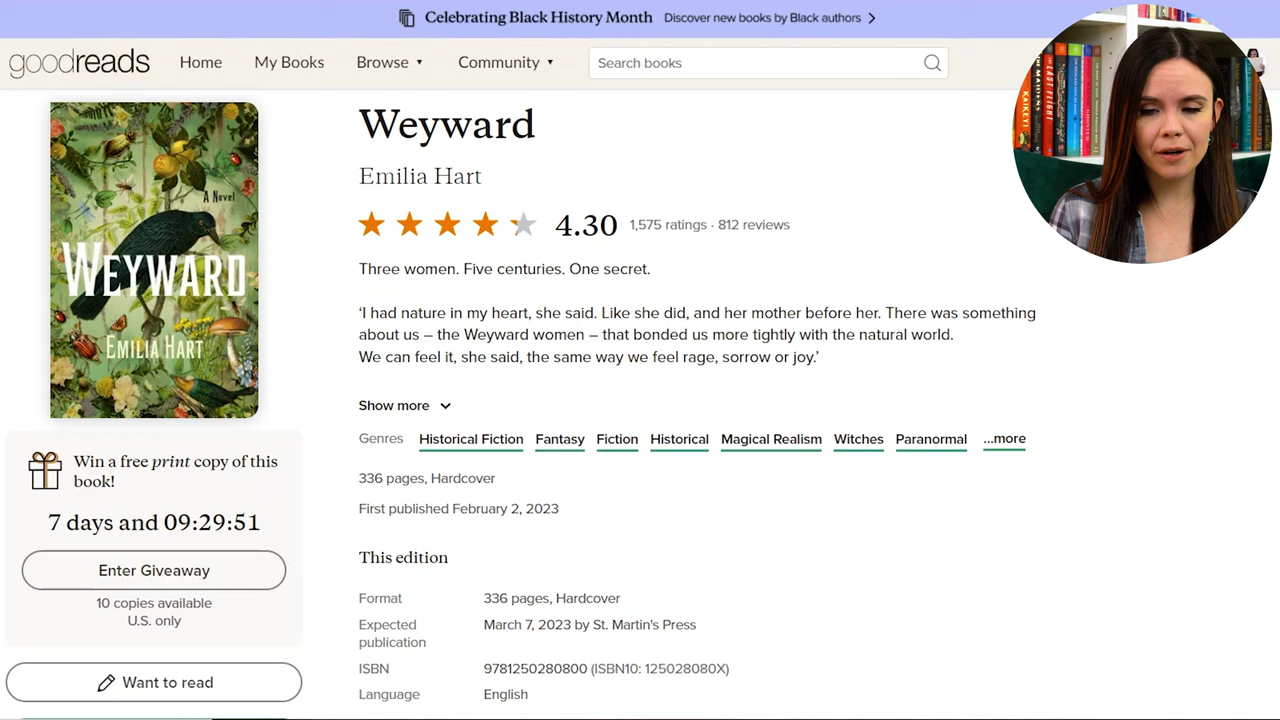 Celebrating Black History Month Discover new books by Black authors
goodreads Home My Books Browse Community Search books
Weyward
Emilia Hart
4.30 1,575 ratings · 812 reviews
Three women. Five centuries. One secret.
‘I had nature in my heart, she said. Like she did, and her mother before her. There was something
about us – the Weyward women – that bonded us more tightly with the natural world.
We can feel it, she said, the same way we feel rage, sorrow or joy.’
Show more
Genres Historical Fiction Fantasy Fiction Historical Magical Realism Witches Paranormal ...more
336 pages, Hardcover
First published February 2, 2023
This edition
Format 336 pages, Hardcover
Expected
publication March 7, 2023 by St. Martin's Press
ISBN 9781250280800 (ISBN10: 125028080X)
Language English
A Novel
WEYWARD
EMILIA HART
Win a free print copy of this
book!
7 days and 09:29:51
Enter Giveaway
10 copies available
U.S. only
Want to read
KAIKEYI
THE MAIDENS
THE LAST FLIGHT